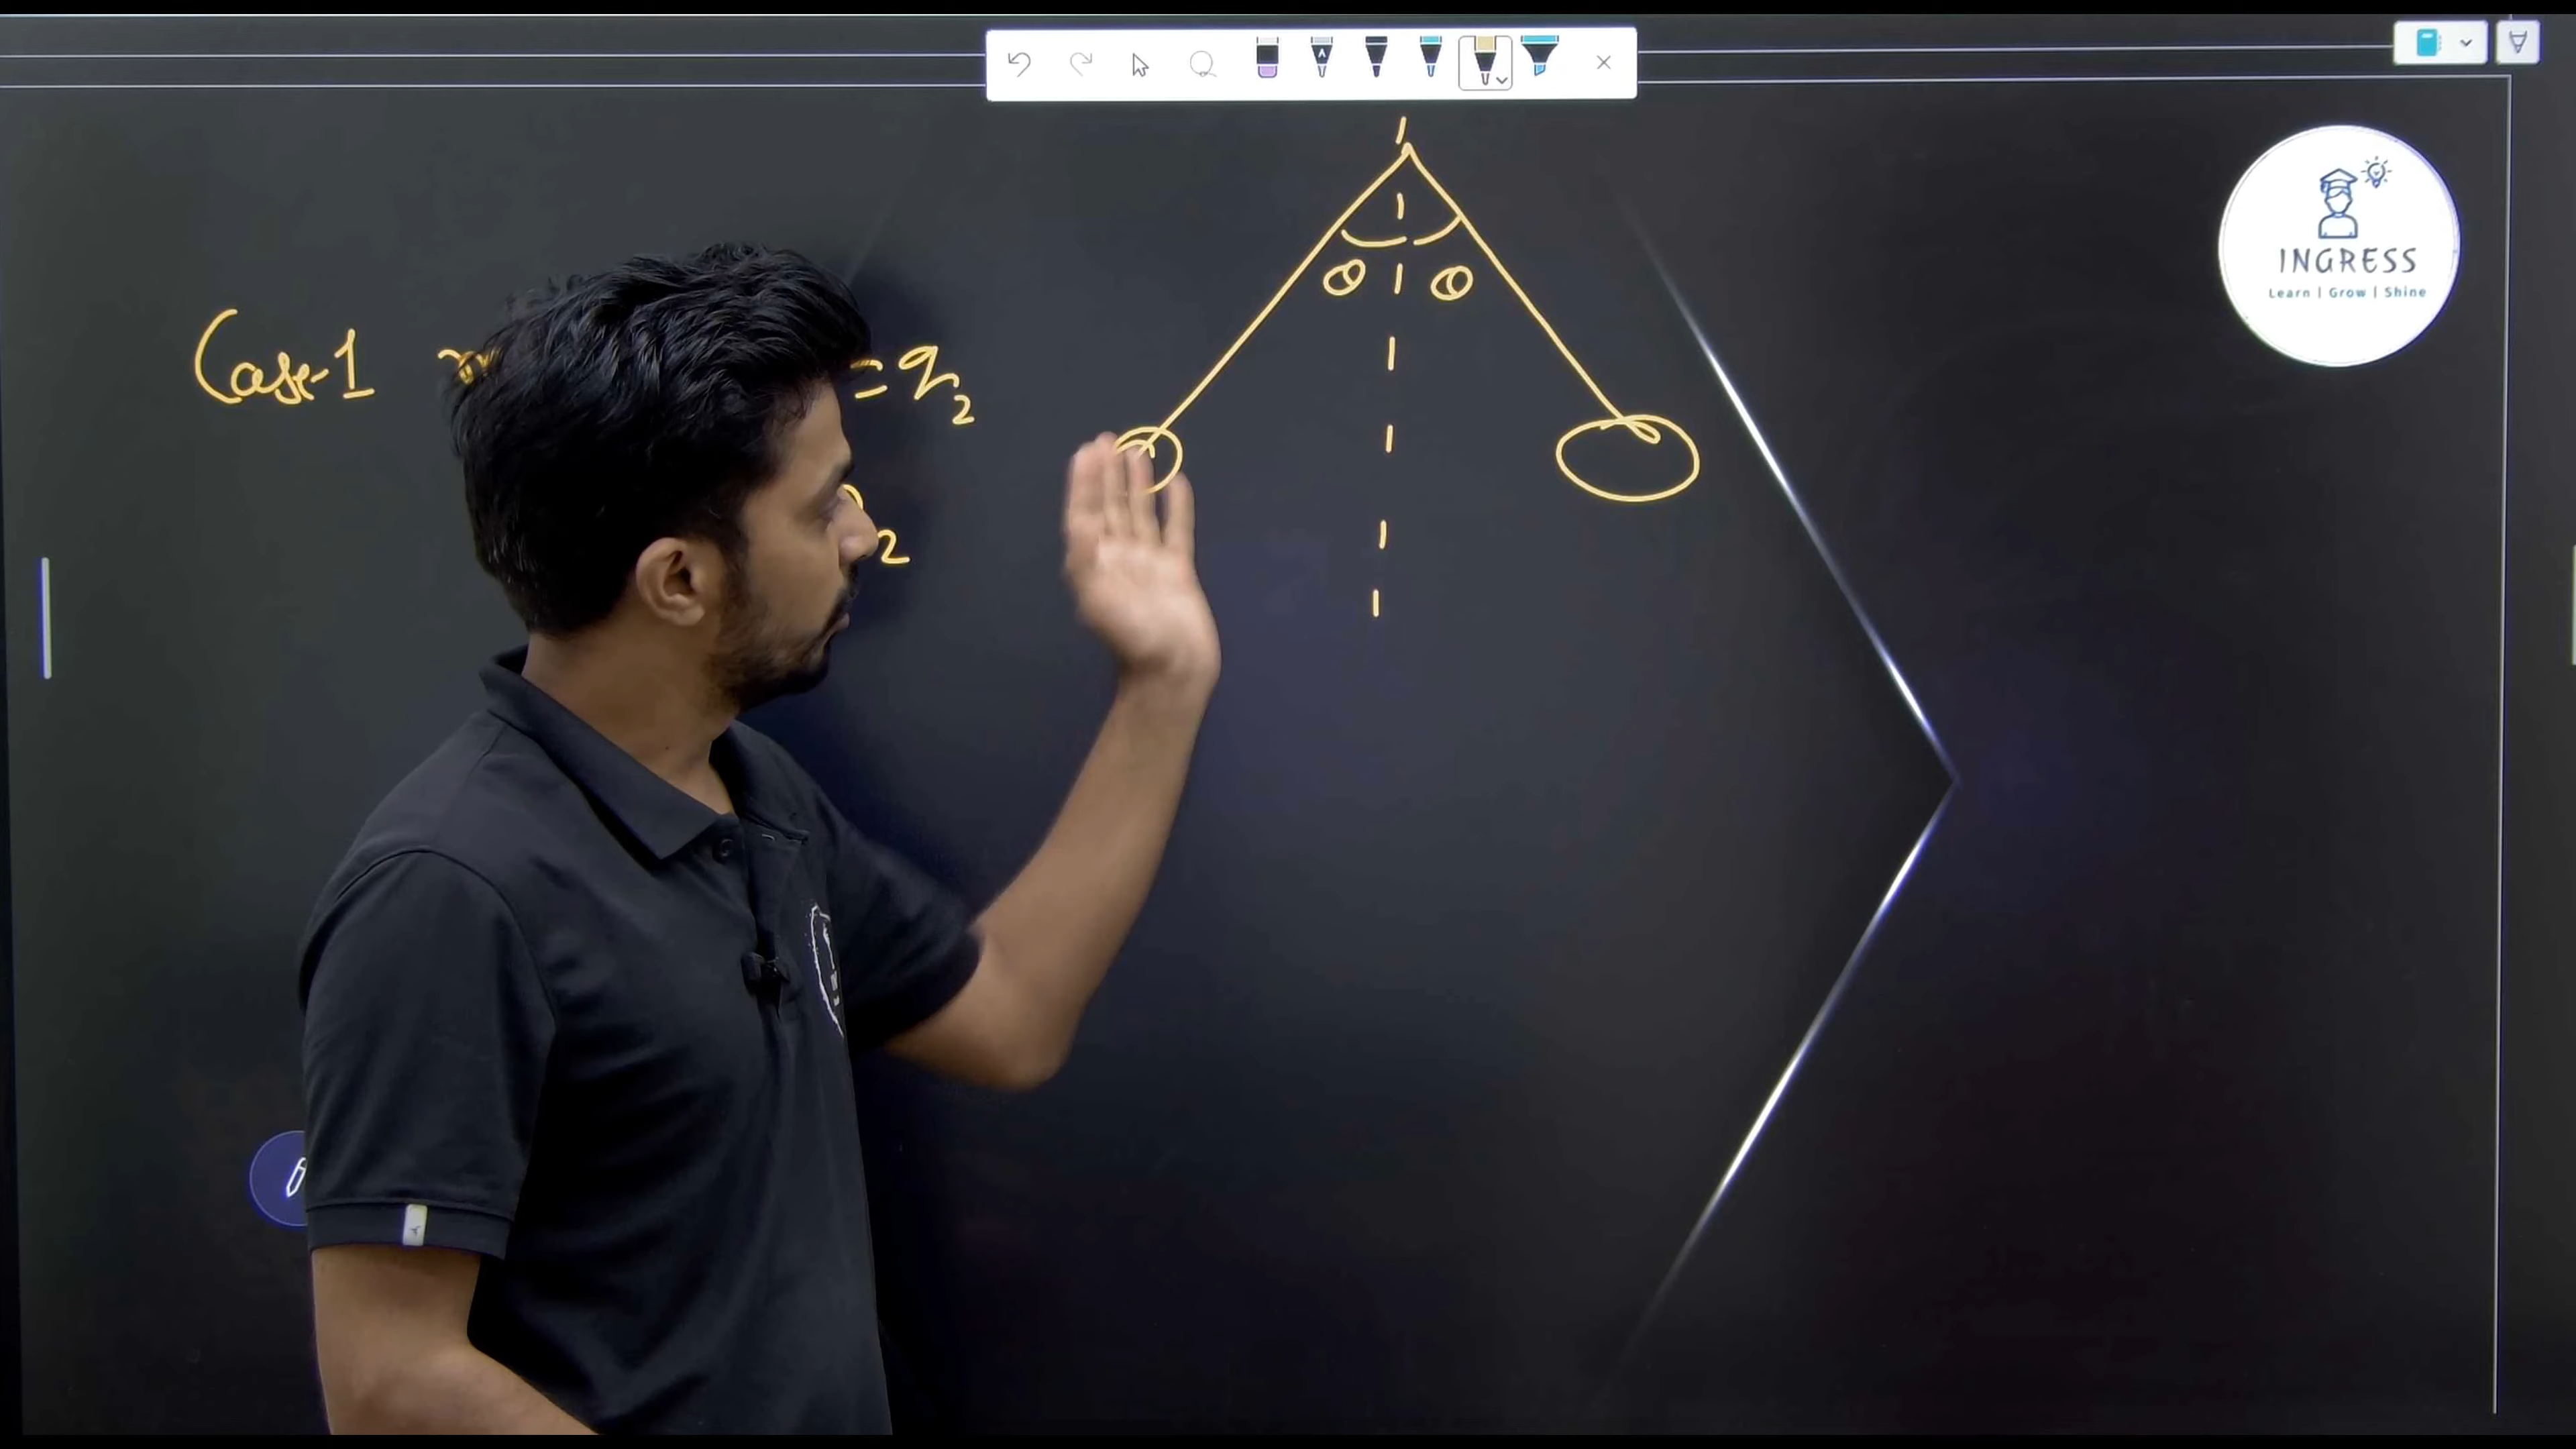 Case-1 = q₂
2
θ θ
INGRESS
Learn | Grow | Shine